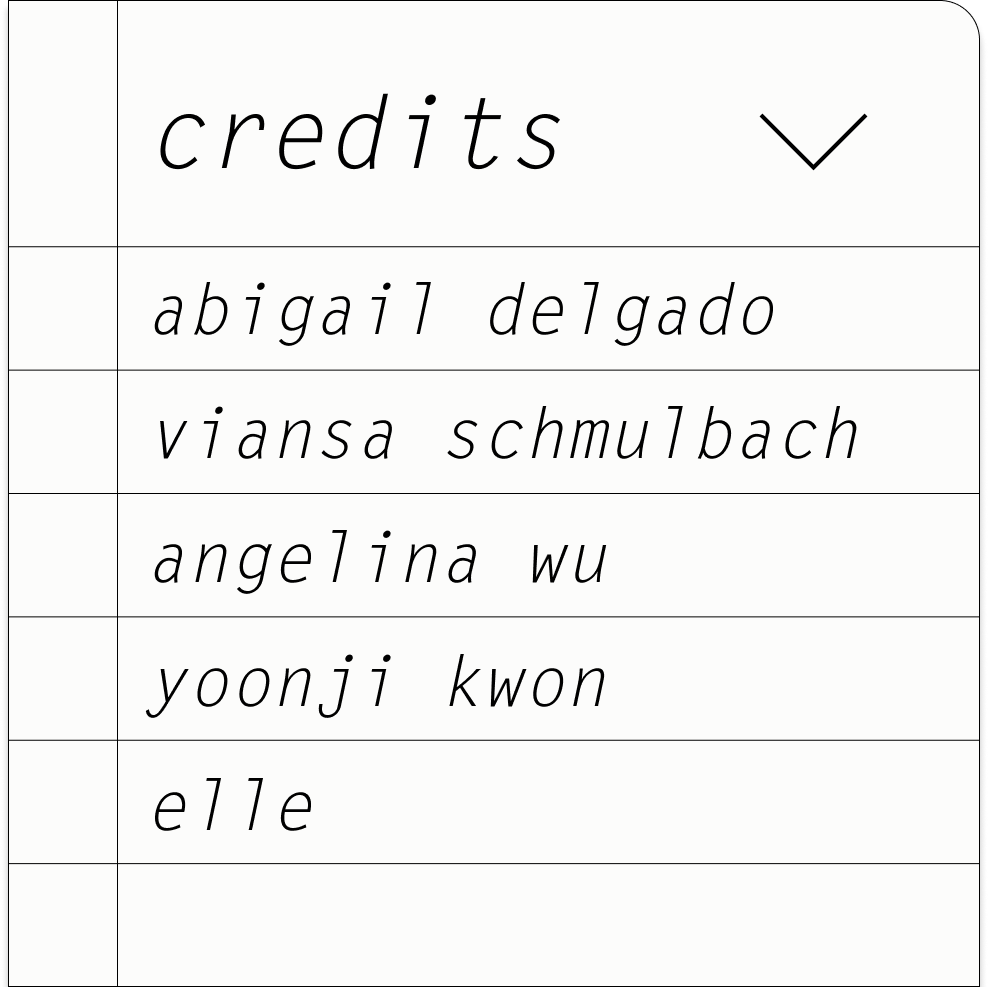 credits
abigail delgado
viansa schmulbach
angelina wu
yoonji kwon
elle